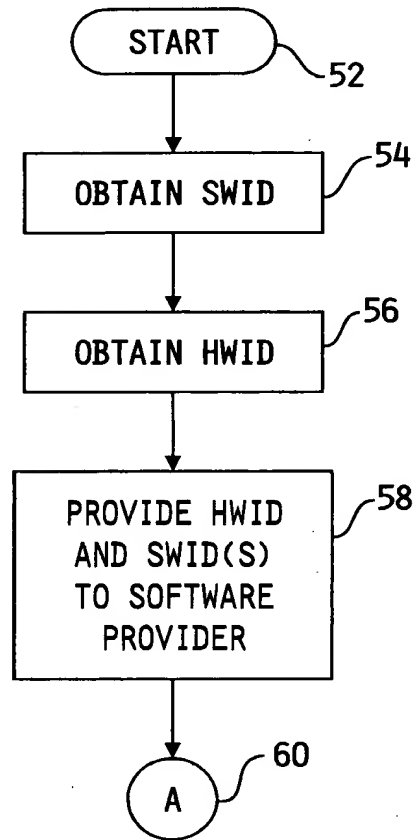 START
52
OBTAIN SWID
54
OBTAIN HWID
56
PROVIDE HWID
AND SWID(S)
TO SOFTWARE
PROVIDER
58
A
60